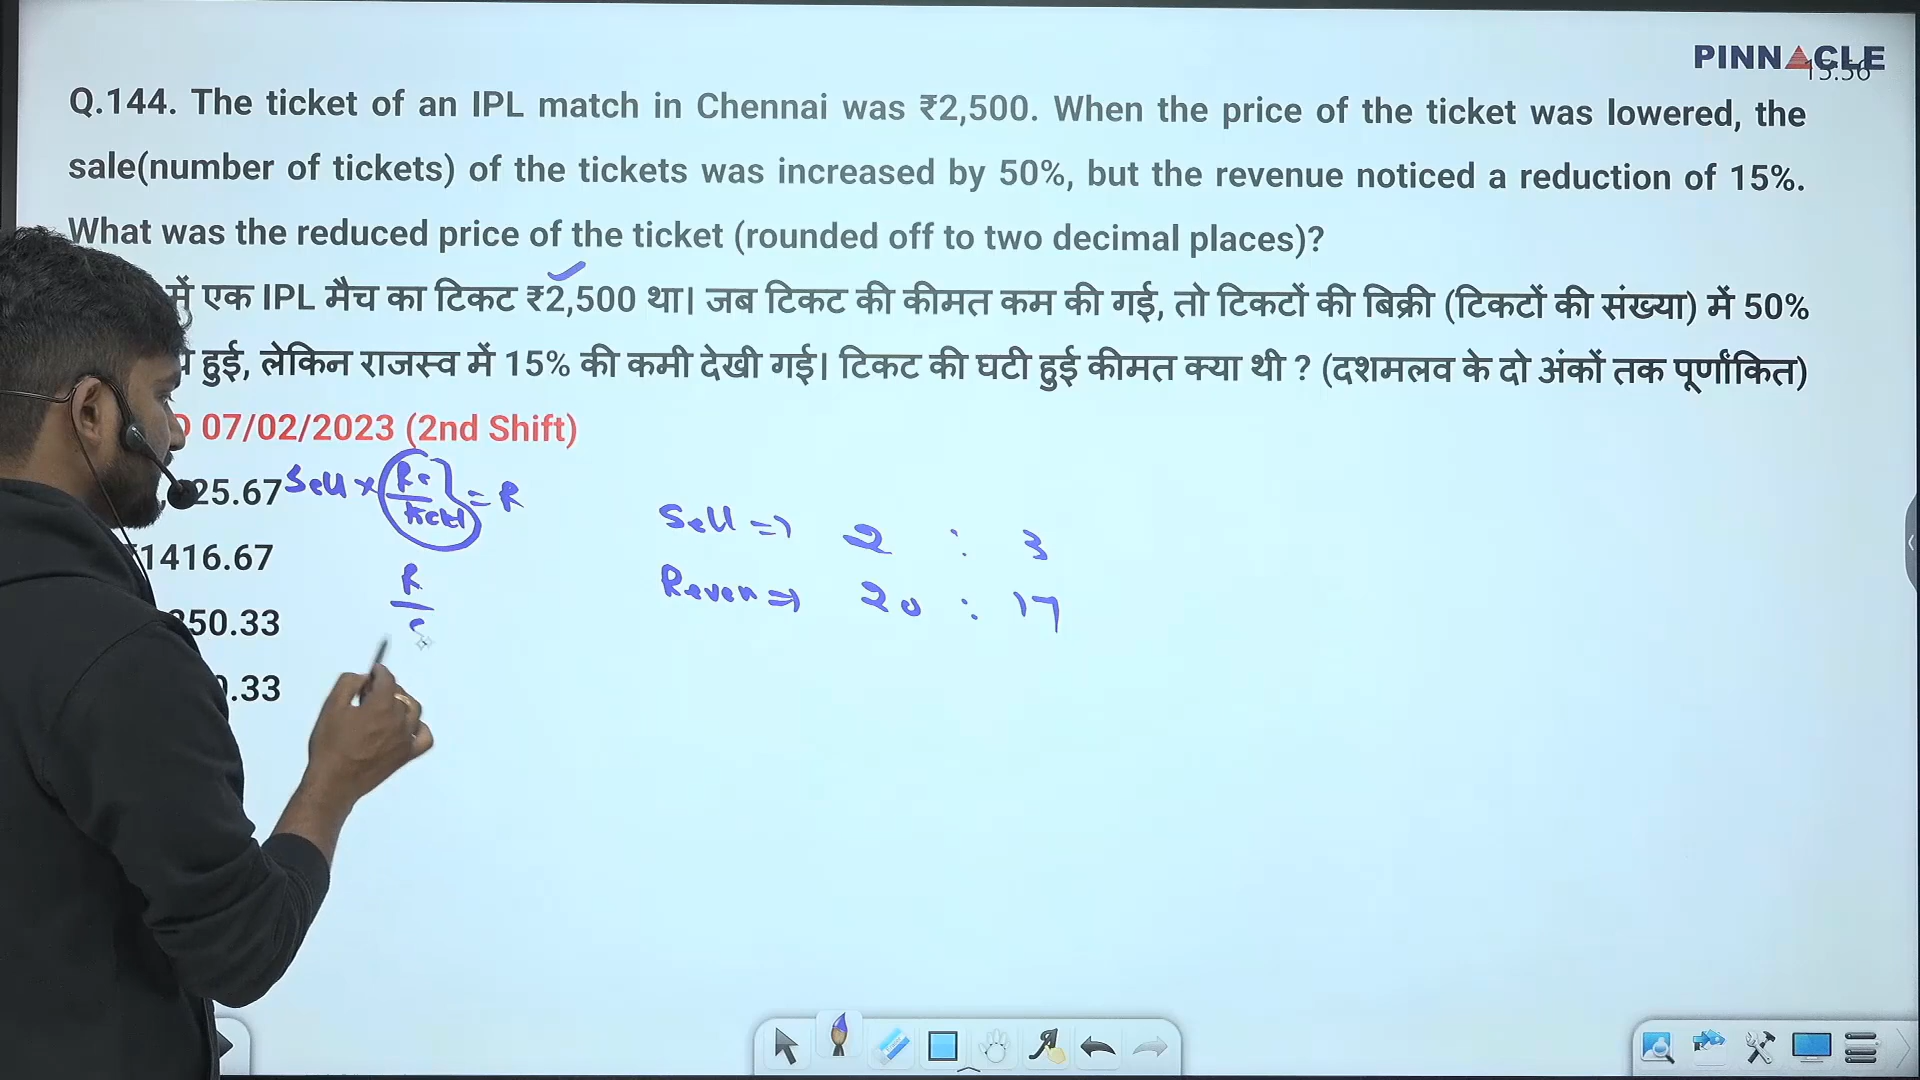 PINNACLE
15:56
Q.144. The ticket of an IPL match in Chennai was ₹2,500. When the price of the ticket was lowered, the
sale(number of tickets) of the tickets was increased by 50%, but the revenue noticed a reduction of 15%.
What was the reduced price of the ticket (rounded off to two decimal places)?
में एक IPL मैच का टिकट ₹2,500 था। जब टिकट की कीमत कम की गई, तो टिकटों की बिक्री (टिकटों की संख्या) में 50%
हुई, लेकिन राजस्व में 15% की कमी देखी गई। टिकट की घटी हुई कीमत क्या थी ? (दशमलव के दो अंकों तक पूर्णांकित)
07/02/2023 (2nd Shift)
25.67
Sell × Rs/ticket = R
1416.67
50.33
.33
R
Sell ⇒ 2 : 3
Reven ⇒ 20 : 17